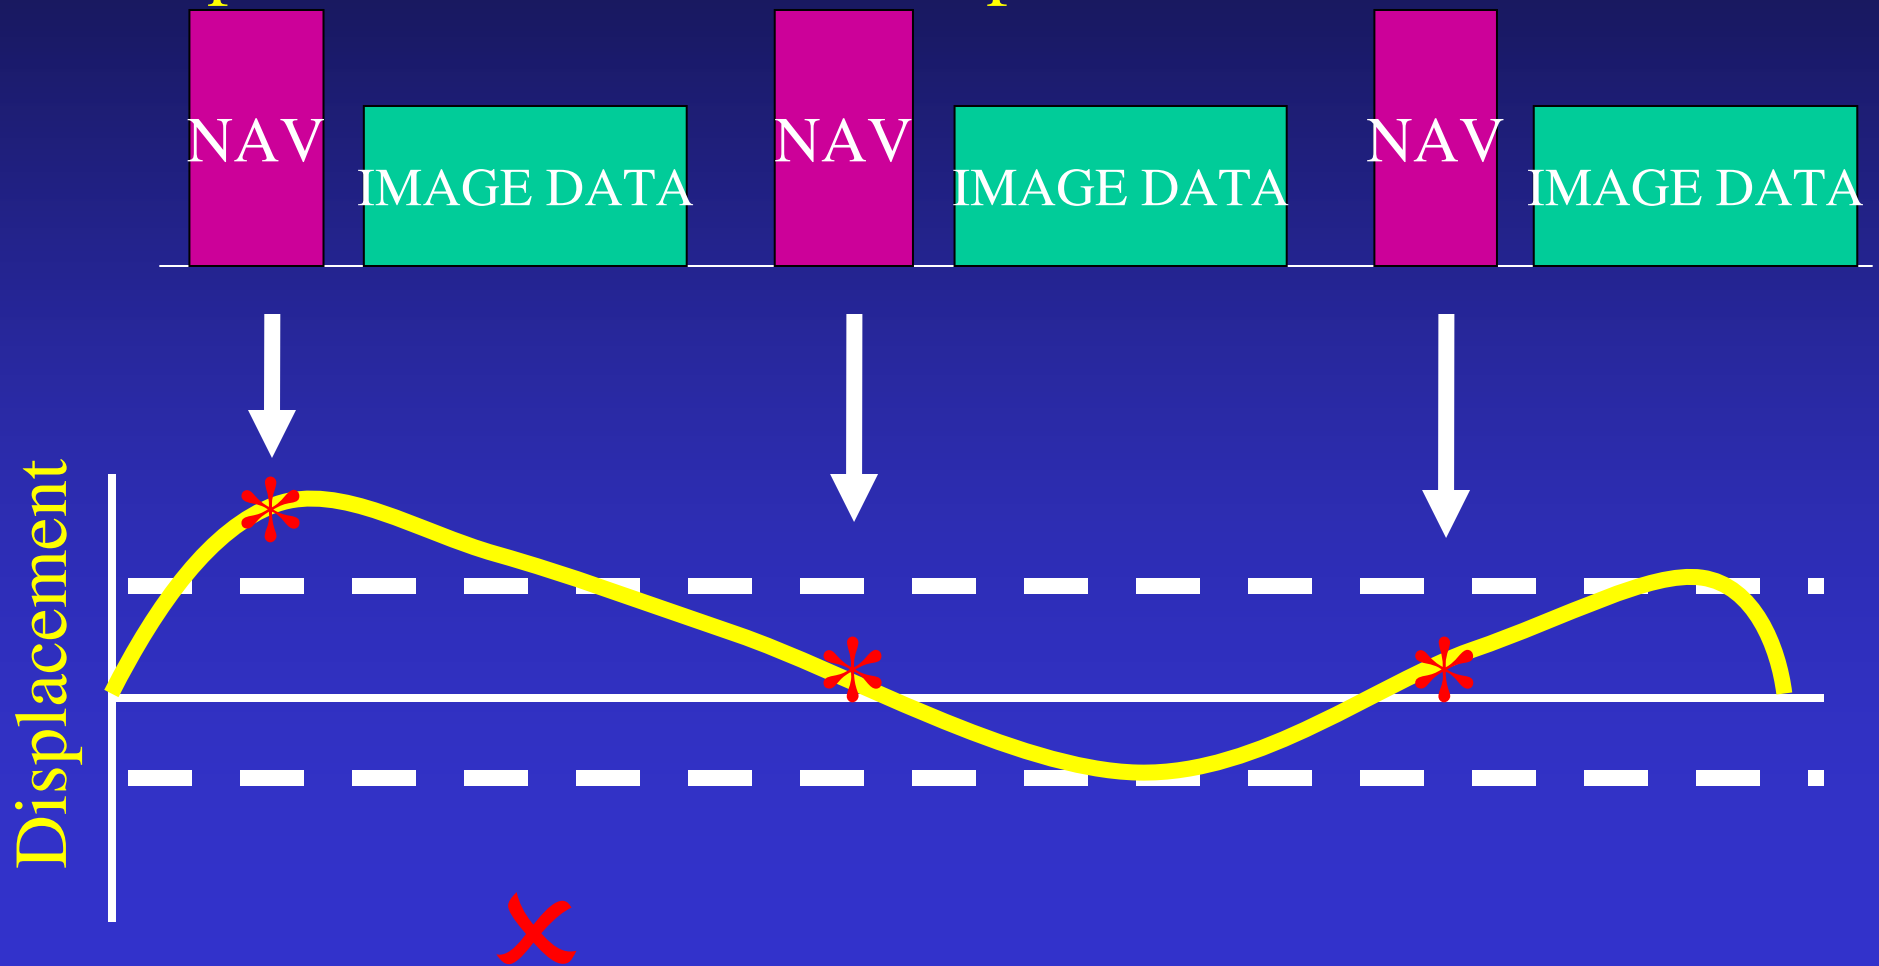 NAV
IMAGE DATA
NAV
IMAGE DATA
NAV
IMAGE DATA
Displacement